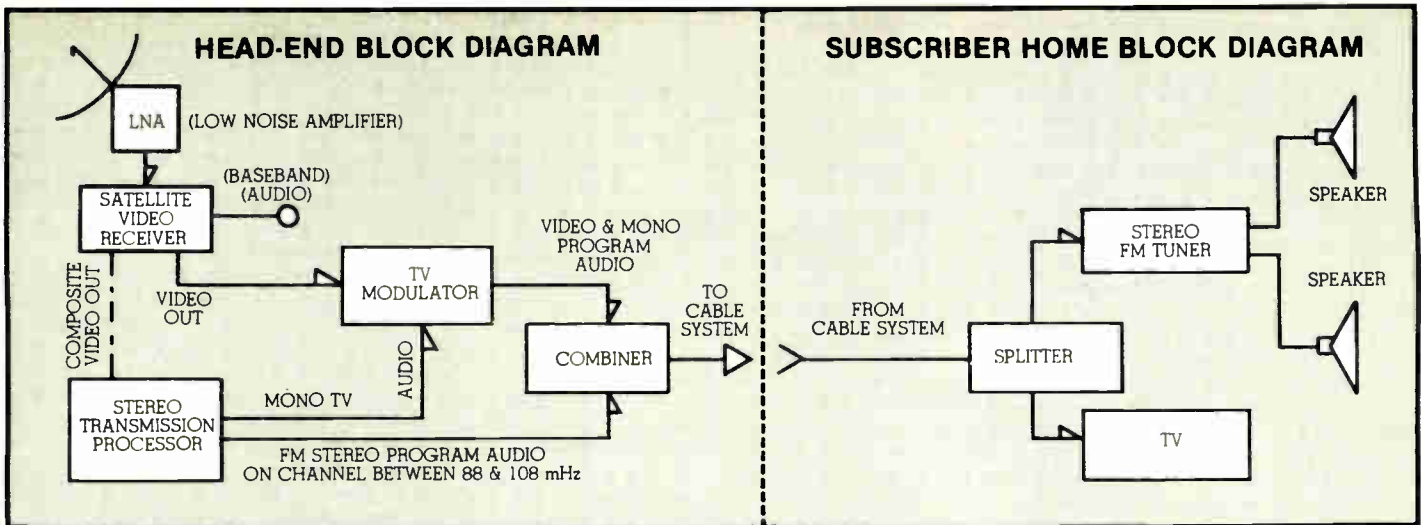 HEAD-END BLOCK DIAGRAM
LNA
(LOW NOISE AMPLIFIER)
SATELLITE
VIDEO
RECEIVER
(BASEBAND)
(AUDIO)
COMPOSITE
VIDEO OUT
VIDEO
OUT
TV
MODULATOR
VIDEO & MONO
PROGRAM
AUDIO
STEREO
TRANSMISSION
PROCESSOR
MONO TV
AUDIO
COMBINER
TO
CABLE
SYSTEM
FM STEREO PROGRAM AUDIO
ON CHANNEL BETWEEN 88 & 108 mHz
SUBSCRIBER HOME BLOCK DIAGRAM
FROM
CABLE SYSTEM
SPLITTER
STEREO
FM TUNER
SPEAKER
SPEAKER
TV